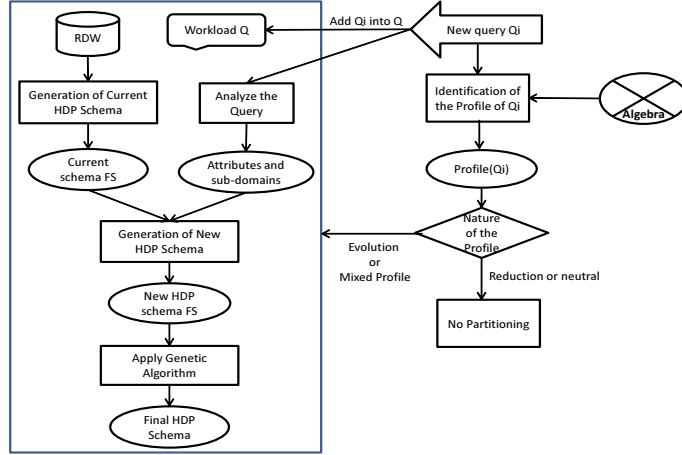 RDW
Workload Q
Add Qi into Q
New query Qi
Generation of Current
HDP Schema
Analyze the
Query
Identification of
the Profile of Qi
Algebra
Current
schema FS
Attributes and
sub-domains
Profile(Qi)
Generation of New
HDP Schema
Nature
of the
Profile
Evolution
or
Mixed Profile
Reduction or neutral
New HDP
schema FS
No Partitioning
Apply Genetic
Algorithm
Final HDP
Schema